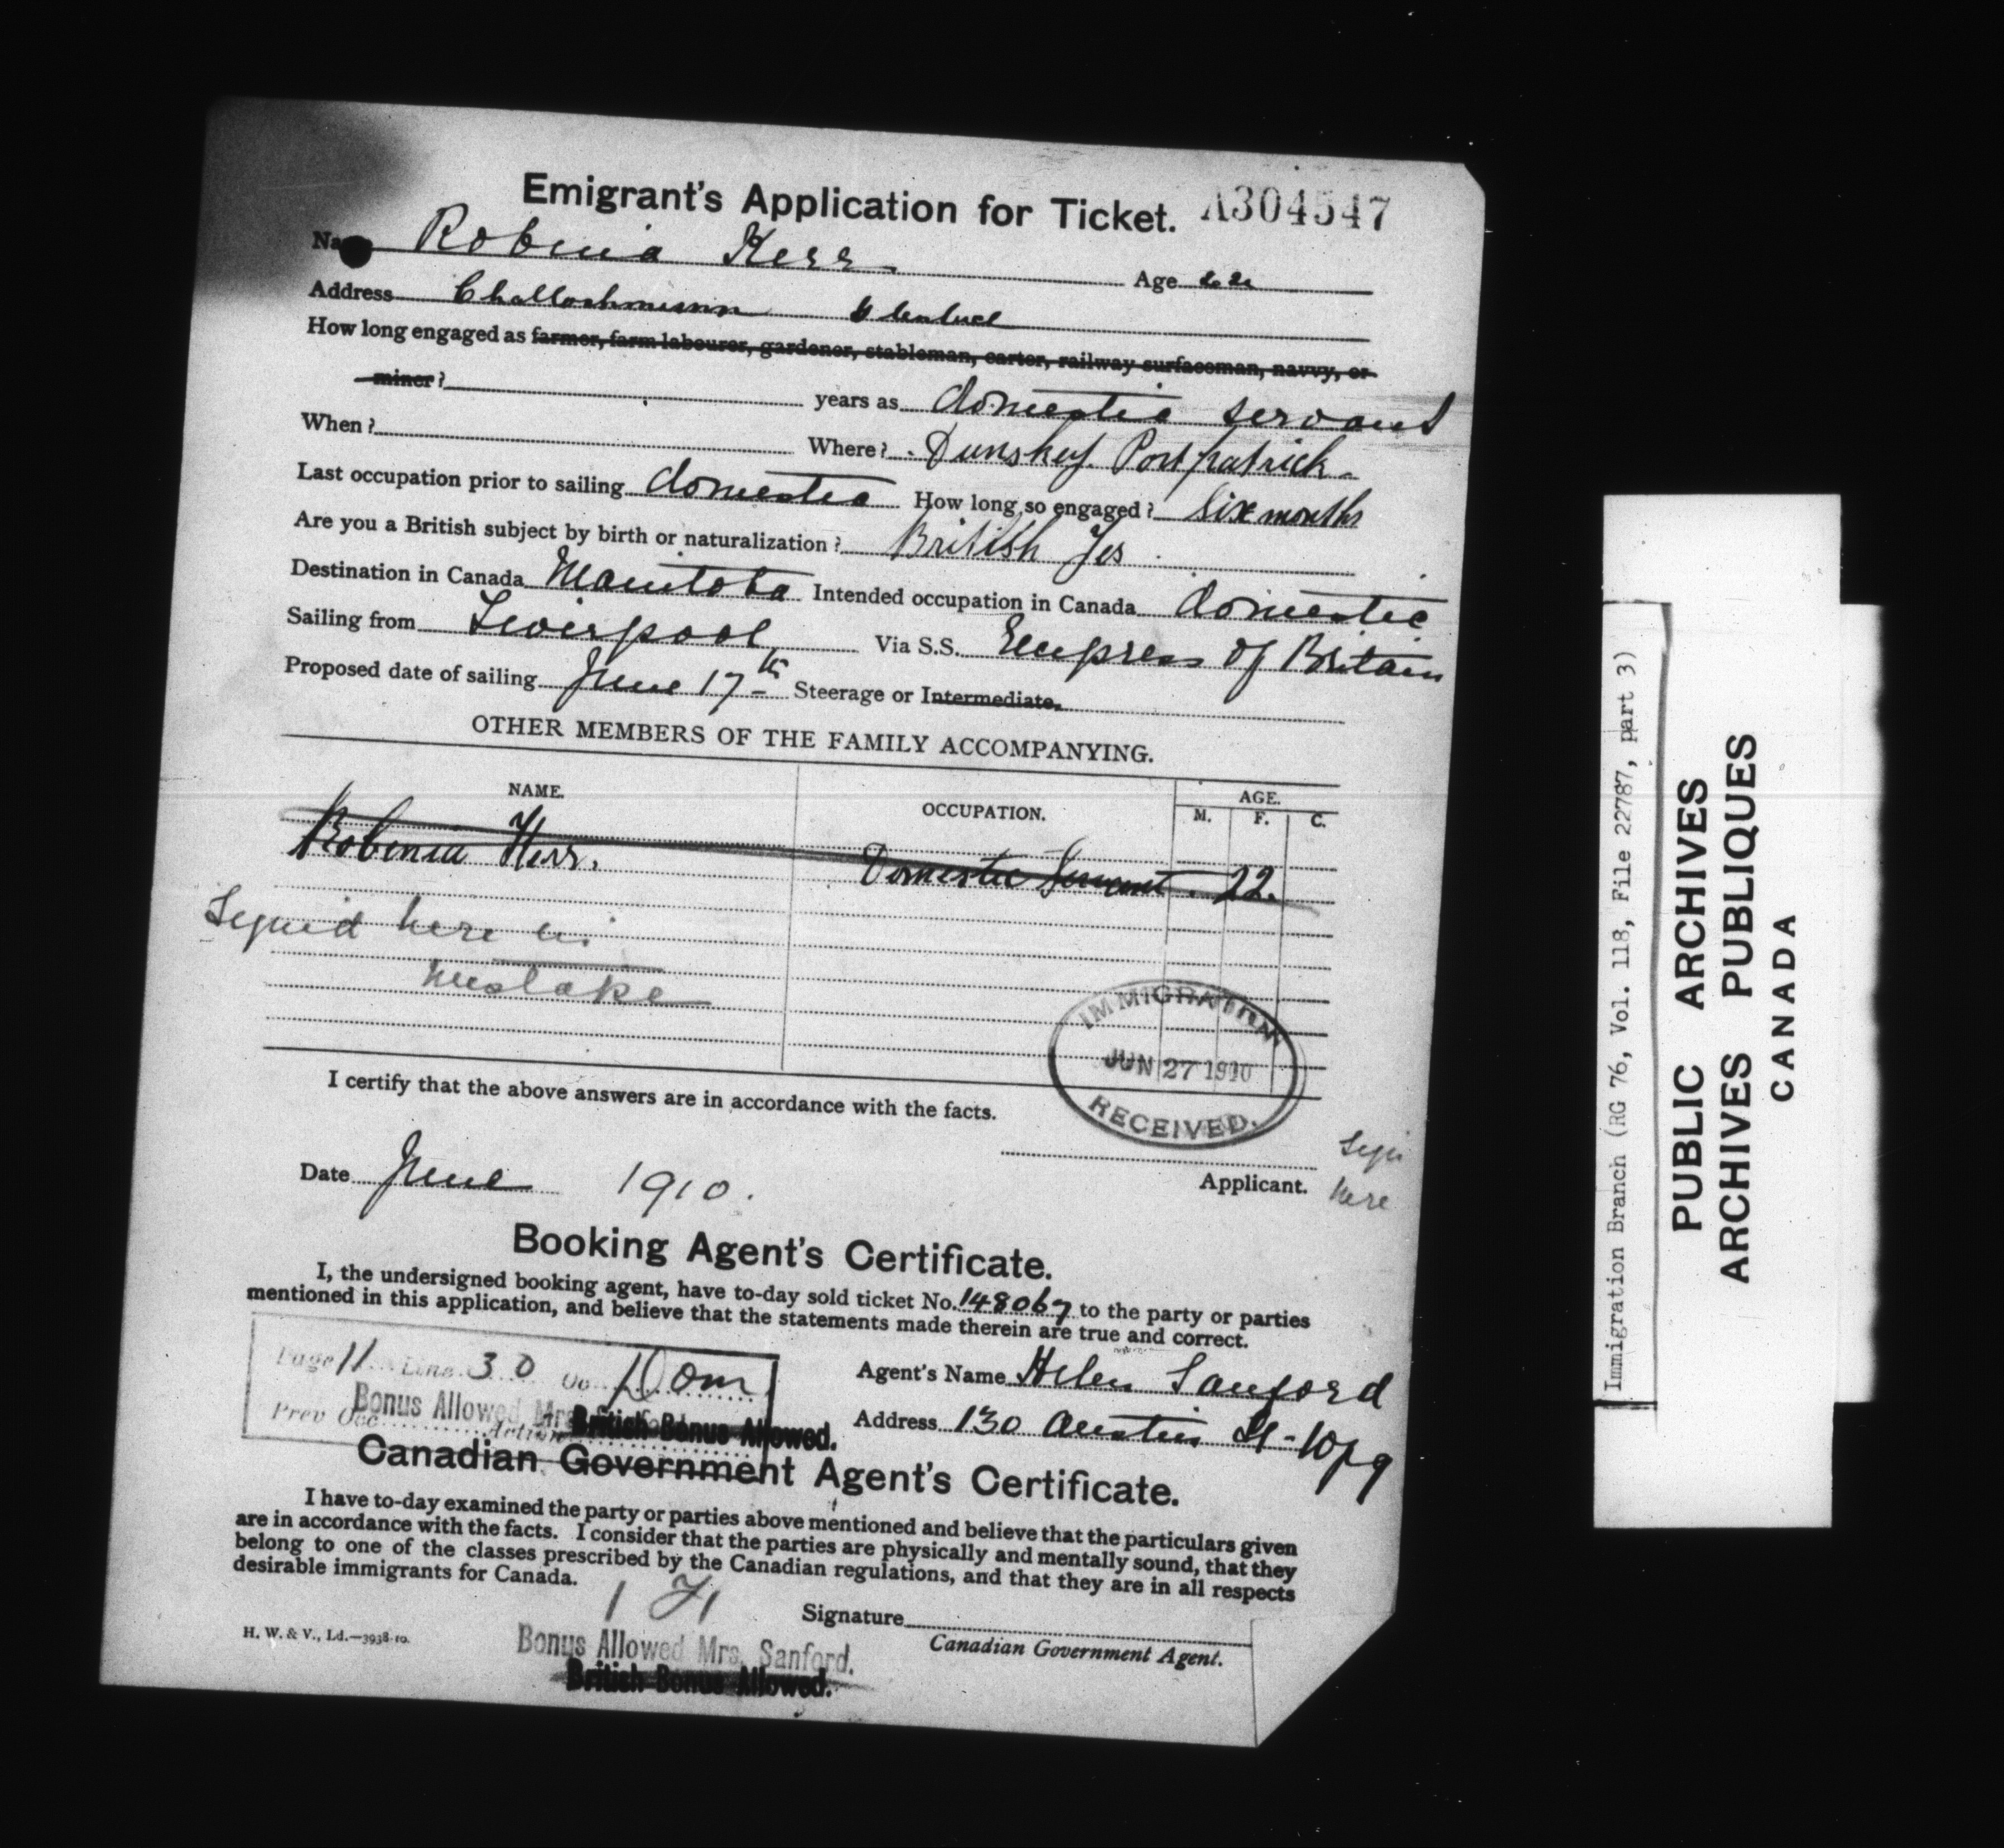 Emigrant's Application for Ticket. A304547
Name Robinia Kerr Age 22
Address Challochmunn Glenluce
How long engaged as farmer, farm labourer, gardener, stableman, carter, railway surfaceman, navvy, or
miner? years as domestic servant
When? Where? Dunskey Portpatrick
Last occupation prior to sailing domestic How long so engaged? Six months
Are you a British subject by birth or naturalization? British Yes
Destination in Canada Manitoba Intended occupation in Canada domestic
Sailing from Liverpool Via S.S. Empress of Britain
Proposed date of sailing June 17th Steerage or Intermediate.
OTHER MEMBERS OF THE FAMILY ACCOMPANYING.
NAME. OCCUPATION. AGE.
M. F. C.
Robinia Kerr. Domestic Servant. 22.
Signed here in
mistake
IMMIGRATION
JUN 27 1910
RECEIVED.
I certify that the above answers are in accordance with the facts.
Date June 1910.
Applicant.
Sign
here
Booking Agent's Certificate.
I, the undersigned booking agent, have to-day sold ticket No. 148067 to the party or parties
mentioned in this application, and believe that the statements made therein are true and correct.
Page 11 Line 30 Oc Dom
Prev Occ
Action
Bonus Allowed Mrs
British Bonus Allowed.
Agent's Name Helen Sanford
Address 130 Austin St - Wpg
Canadian Government Agent's Certificate.
I have to-day examined the party or parties above mentioned and believe that the particulars given
are in accordance with the facts. I consider that the parties are physically and mentally sound, that they
belong to one of the classes prescribed by the Canadian regulations, and that they are in all respects
desirable immigrants for Canada.
Signature
Canadian Government Agent.
H. W. & V., Ld.—3938-10.
Bonus Allowed Mrs. Sanford.
British Bonus Allowed.
Immigration Branch (RG 76, Vol. 118, File 22787, part 3)
PUBLIC ARCHIVES
ARCHIVES PUBLIQUES
CANADA